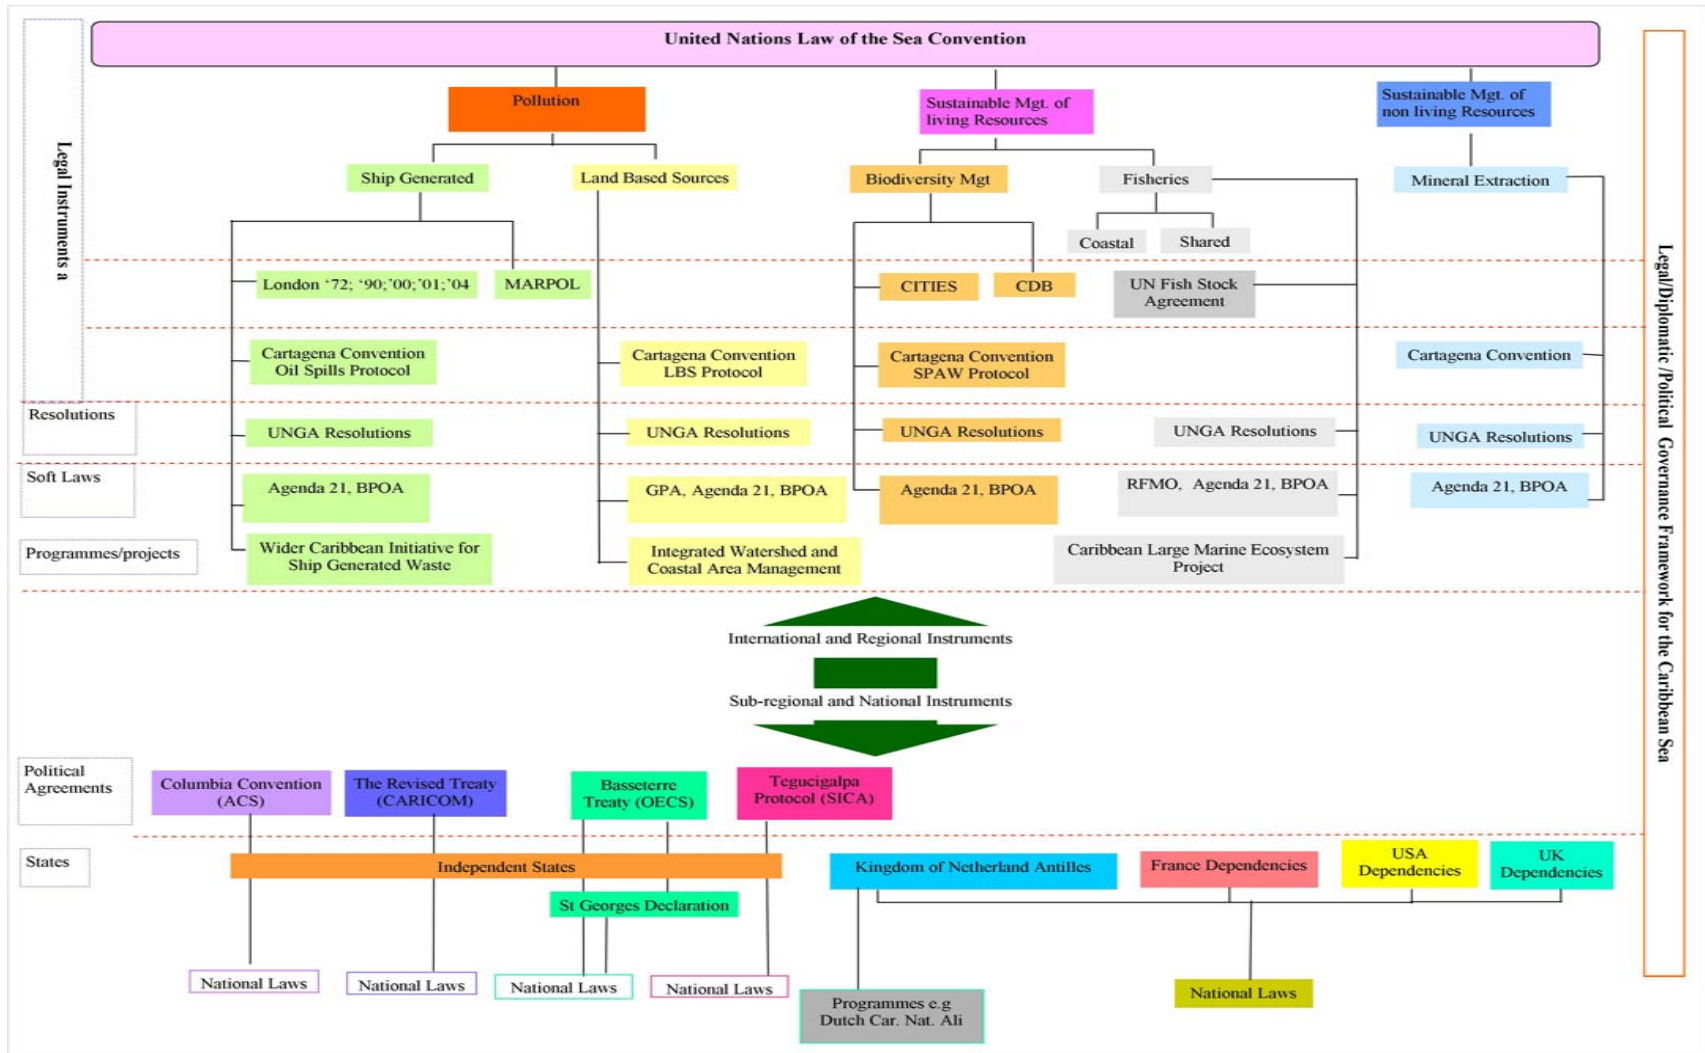 United Nations Law of the Sea Convention
Legal Instruments a
Legal/Diplomatic /Political Governance Framework for the Caribbean Sea
Pollution
Sustainable Mgt. of
living Resources
Sustainable Mgt. of
non living Resources
Ship Generated
Land Based Sources
Biodiversity Mgt
Fisheries
Mineral Extraction
Coastal
Shared
London ‘72; ‘90;’00;’01;’04
MARPOL
CITIES
CDB
UN Fish Stock
Agreement
Cartagena Convention
Oil Spills Protocol
Cartagena Convention
LBS Protocol
Cartagena Convention
SPAW Protocol
Cartagena Convention
Resolutions
UNGA Resolutions
UNGA Resolutions
UNGA Resolutions
UNGA Resolutions
UNGA Resolutions
Soft Laws
Agenda 21, BPOA
GPA, Agenda 21, BPOA
Agenda 21, BPOA
RFMO, Agenda 21, BPOA
Agenda 21, BPOA
Programmes/projects
Wider Caribbean Initiative for
Ship Generated Waste
Integrated Watershed and
Coastal Area Management
Caribbean Large Marine Ecosystem
Project
International and Regional Instruments
Sub-regional and National Instruments
Political
Agreements
Columbia Convention
(ACS)
The Revised Treaty
(CARICOM)
Basseterre
Treaty (OECS)
Tegucigalpa
Protocol (SICA)
States
Independent States
Kingdom of Netherland Antilles
France Dependencies
USA
Dependencies
UK
Dependencies
St Georges Declaration
National Laws
National Laws
National Laws
National Laws
Programmes e.g
Dutch Car. Nat. Ali
National Laws